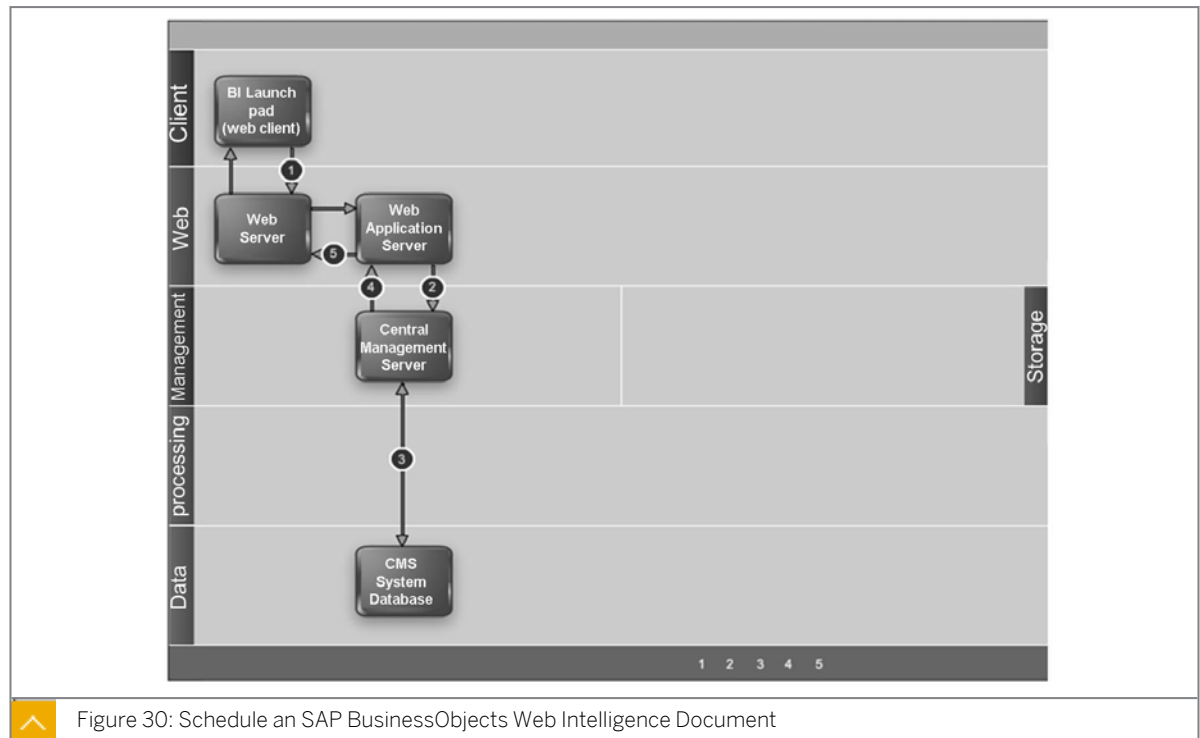 Client
BI Launch
pad
(web client)
1
Web
Web
Server
Web
Application
Server
5
4
2
Management
Central
Management
Server
Storage
processing
3
Data
CMS
System
Database
1 2 3 4 5
Figure 30: Schedule an SAP BusinessObjects Web Intelligence Document